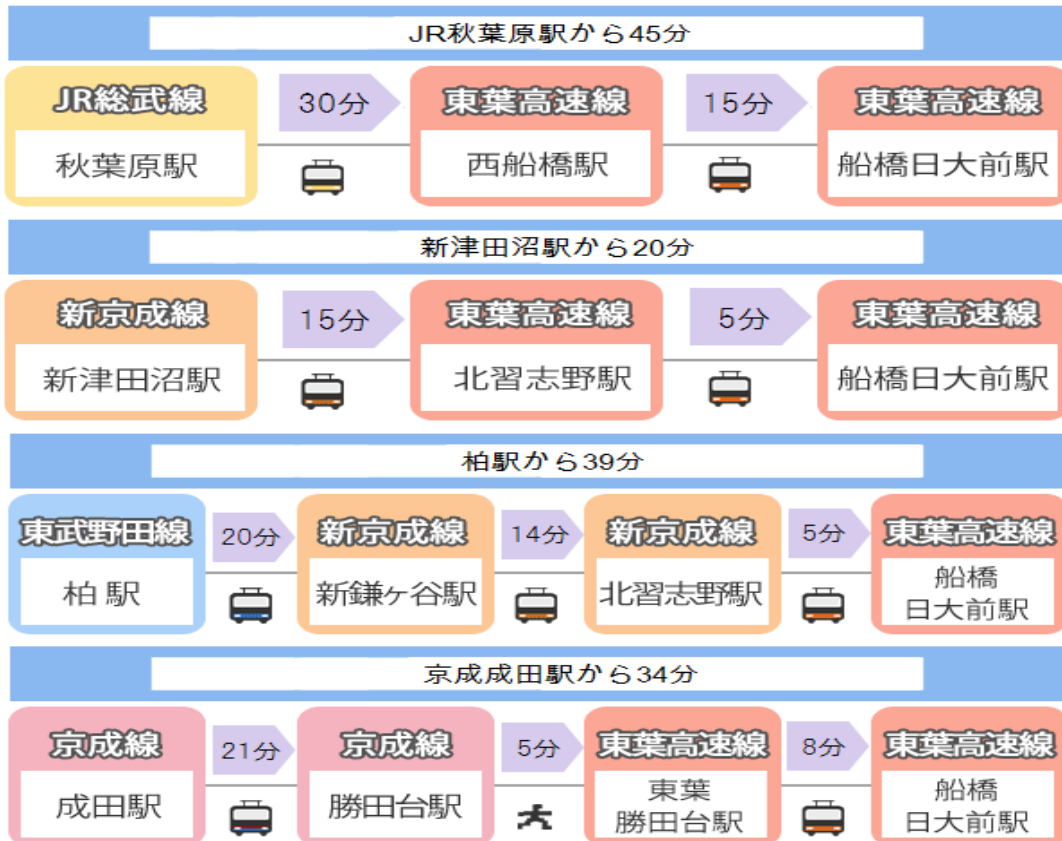 JR秋葉原駅から45分
JR総武線 30分 東葉高速線 15分 東葉高速線
秋葉原駅 西船橋駅 船橋日大前駅
新津田沼駅から20分
新京成線 15分 東葉高速線 5分 東葉高速線
新津田沼駅 北習志野駅 船橋日大前駅
柏駅から39分
東武野田線 20分 新京成線 14分 新京成線 5分 東葉高速線
柏駅 新鎌ヶ谷駅 北習志野駅 船橋
日大前駅
京成成田駅から34分
京成線 21分 京成線 5分 東葉高速線 8分 東葉高速線
成田駅 勝田台駅 東葉 船橋
勝田台駅 日大前駅